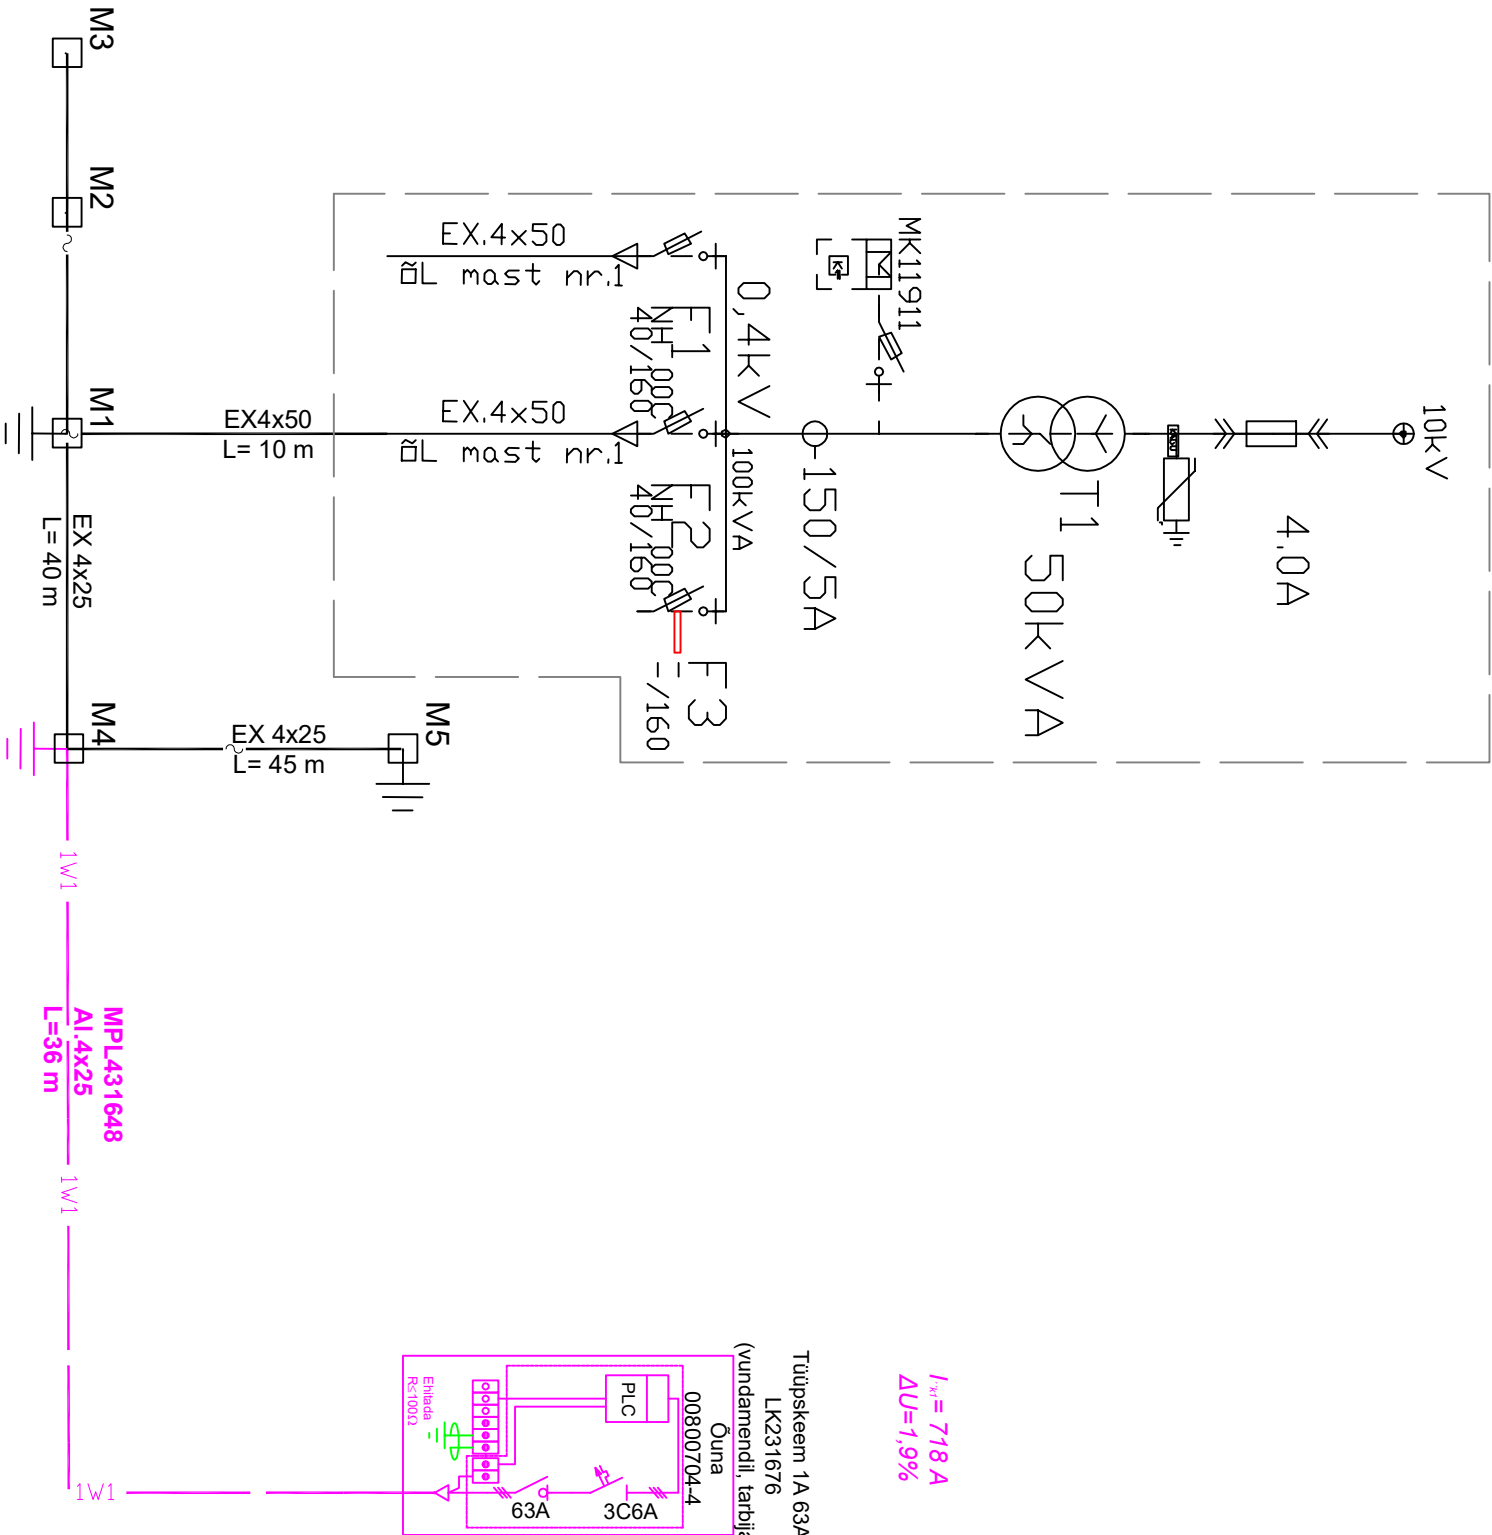 M3
M2
M1
M4
M5
10kV
4,0A
T1
50kVA
MK11911
150/5A
0,4kV
100kVA
EX.4x50
õL mast nr.1
F1
NH 00C
40/160
EX.4x50
õL mast nr.1
F2
NH 00C
40/160
F3
-/160
EX4x50
L= 10 m
EX 4x25
L= 40 m
EX 4x25
L= 45 m
1W1
MPL431648
Al.4x25
L=36 m
1W1
1W1
I"k1= 718 A
ΔU=1,9%
Tüüpskeem 1A 63A
LK231676
(vundamendil, tarbija
Õuna
00800704-4
PLC
63A
3C6A
Ehitada
R≤100Ω